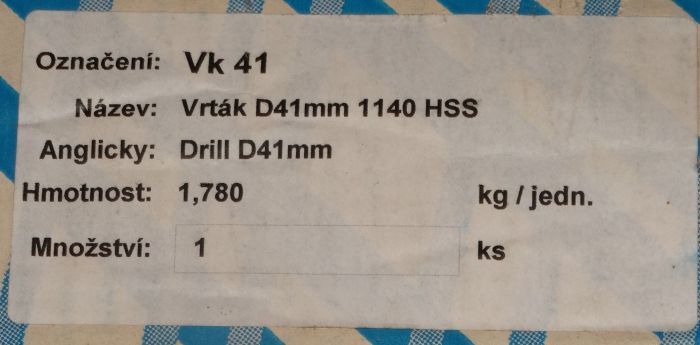 Označení: Vk 41
Název: Vrták D41mm 1140 HSS
Anglicky: Drill D41mm
Hmotnost: 1,780 kg / jedn.
Množství: 1 ks